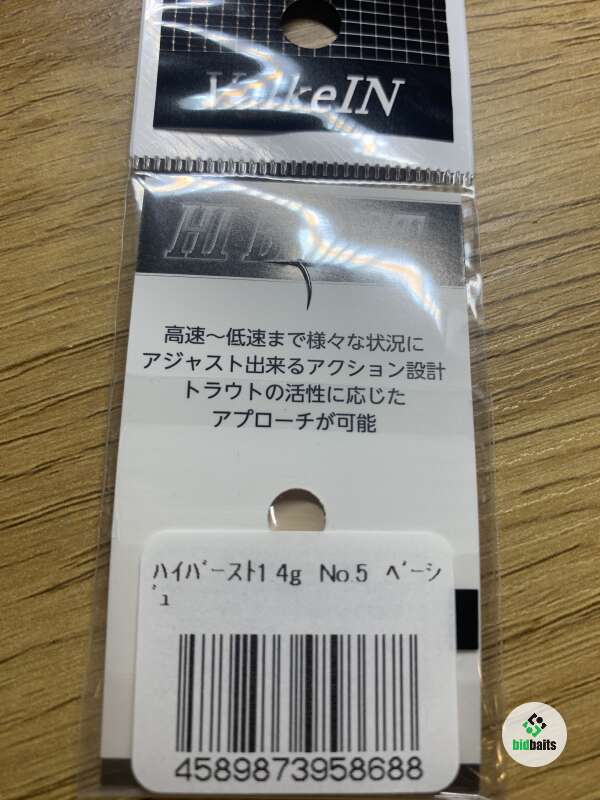 ValkeIN
高速～低速まで様々な状況に
アジャスト出来るアクション設計
トラウトの活性に応じた
アプローチが可能
ﾊｲﾊﾞｰｽﾄ1.4g No.5 ﾍﾞｰｼ
ﾞｭ
4589873958688
bidbaits